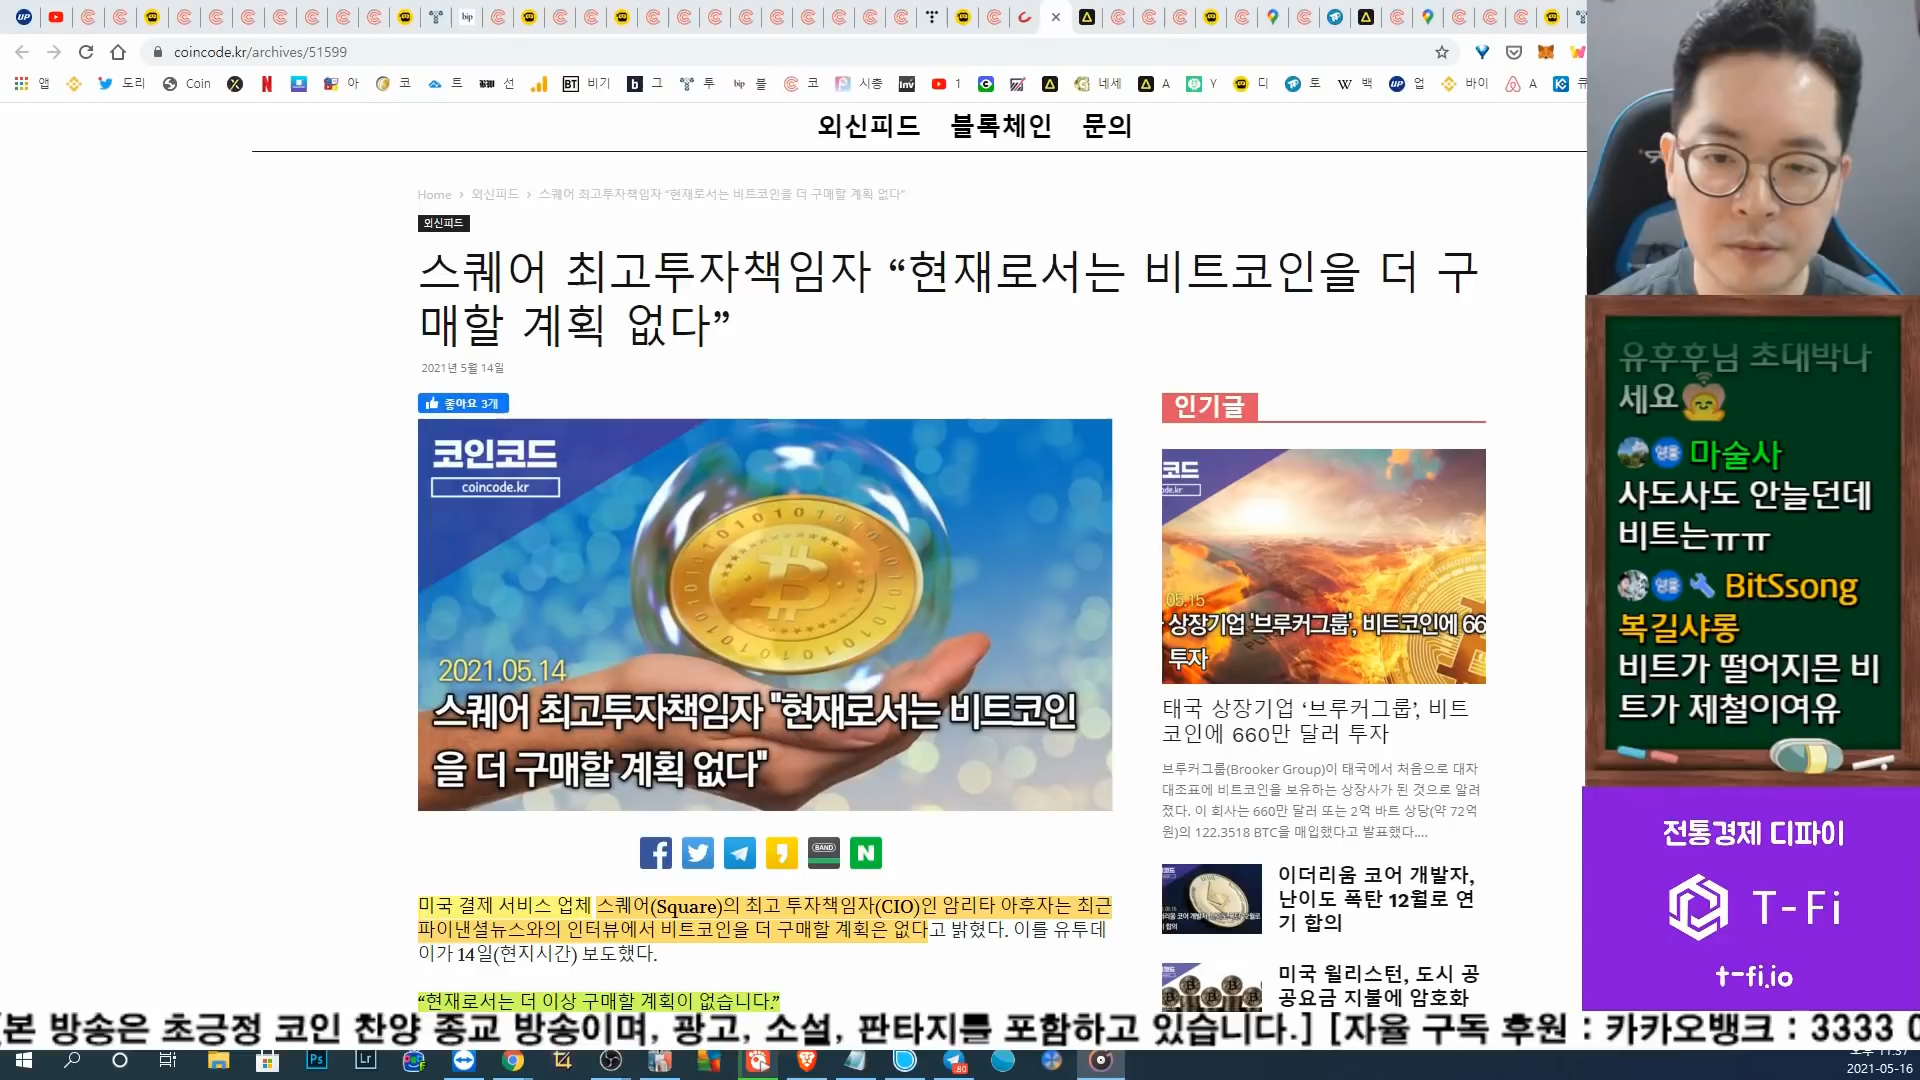 coincode.kr/archives/51599
앱 도리 Coin 코 트 선 비기 그 투 블 코 시총 1 네세 A Y 디 토 백 업 바이 A
외신피드 블록체인 문의
Home › 외신피드 › 스퀘어 최고투자책임자 “현재로서는 비트코인을 더 구매할 계획 없다”
외신피드
스퀘어 최고투자책임자 “현재로서는 비트코인을 더 구
매할 계획 없다”
2021년 5월 14일
좋아요 3개
코인코드
coincode.kr
2021.05.14
스퀘어 최고투자책임자 "현재로서는 비트코인
을 더 구매할 계획 없다"
BAND
N
미국 결제 서비스 업체 스퀘어(Square)의 최고 투자책임자(CIO)인 암리타 아후자는 최근
파이낸셜뉴스와의 인터뷰에서 비트코인을 더 구매할 계획은 없다고 밝혔다. 이를 유투데
이가 14일(현지시간) 보도했다.
“현재로서는 더 이상 구매할 계획이 없습니다.”
인기글
05.15
상장기업 '브루커그룹', 비트코인에 66
투자
태국 상장기업 ‘브루커그룹’, 비트
코인에 660만 달러 투자
브루커그룹(Brooker Group)이 태국에서 처음으로 대자
대조표에 비트코인을 보유하는 상장사가 된 것으로 알려
졌다. 이 회사는 660만 달러 또는 2억 바트 상당(약 72억
원)의 122.3518 BTC을 매입했다고 발표했다....
이더리움 코어 개발자,
난이도 폭탄 12월로 연
기 합의
미국 윌리스턴, 도시 공
공요금 지불에 암호화
유후후님 초대박나
세요
마술사
사도사도 안늘던데
비트는ㅠㅠ
BitSsong
복길샤롱
비트가 떨어지믄 비
트가 제철이여유
전통경제 디파이
T-Fi
t-fi.io
본 방송은 초긍정 코인 찬양 종교 방송이며, 광고, 소설, 판타지를 포함하고 있습니다.] [자율 구독 후원 : 카카오뱅크 : 3333 0
2021-05-16